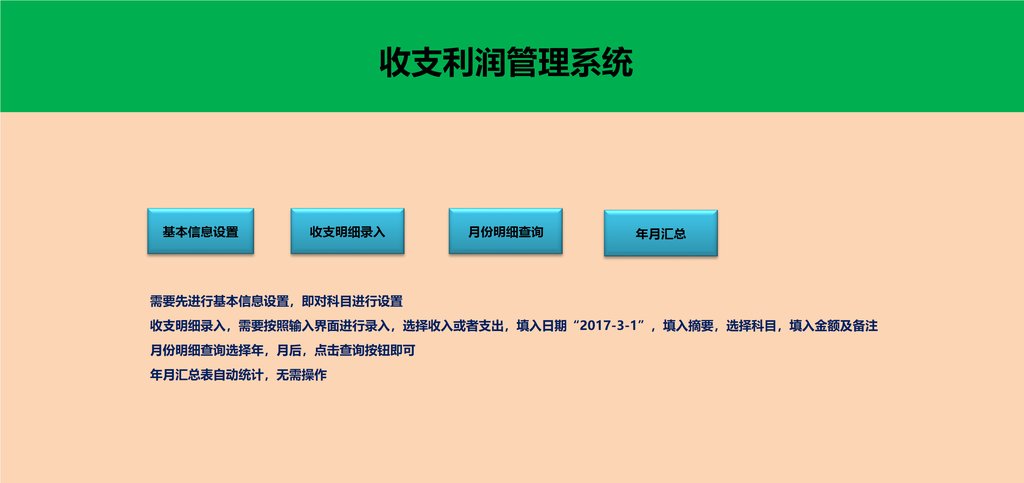 收支利润管理系统
基本信息设置
收支明细录入
月份明细查询
年月汇总
需要先进行基本信息设置，即对科目进行设置
收支明细录入，需要按照输入界面进行录入，选择收入或者支出，填入日期“2017-3-1”，填入摘要，选择科目，填入金额及备注
月份明细查询选择年，月后，点击查询按钮即可
年月汇总表自动统计，无需操作